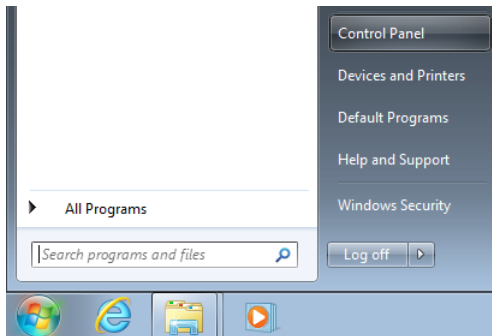 Control Panel
Devices and Printers
Default Programs
Help and Support
All Programs
Windows Security
Search programs and files
Log off